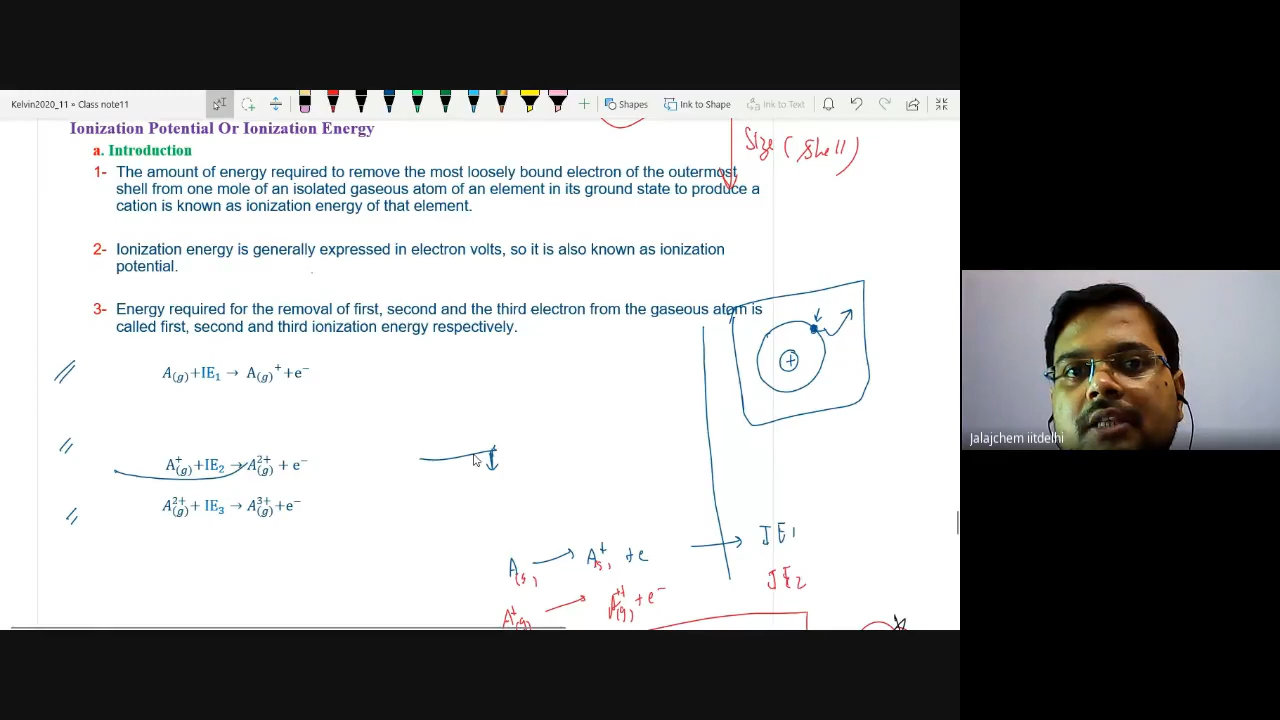 Kelvin2020_11 » Class note11
Shapes
Ink to Shape
Ink to Text
Ionization Potential Or Ionization Energy
Size (Shell)
a. Introduction
1- The amount of energy required to remove the most loosely bound electron of the outermost
shell from one mole of an isolated gaseous atom of an element in its ground state to produce a
cation is known as ionization energy of that element.
2- Ionization energy is generally expressed in electron volts, so it is also known as ionization
potential.
3- Energy required for the removal of first, second and the third electron from the gaseous atom is
called first, second and third ionization energy respectively.
+
A(g)+IE₁ → A(g)⁺+e⁻
Jalajchem iitdelhi
A⁺(g)+IE₂ → A²⁺(g) + e⁻
A²⁺(g)+ IE₃ → A³⁺(g)+e⁻
A(g) → A⁺(g) + e → IE1
A⁺(g) → A⁺⁺(g) + e⁻ IE2